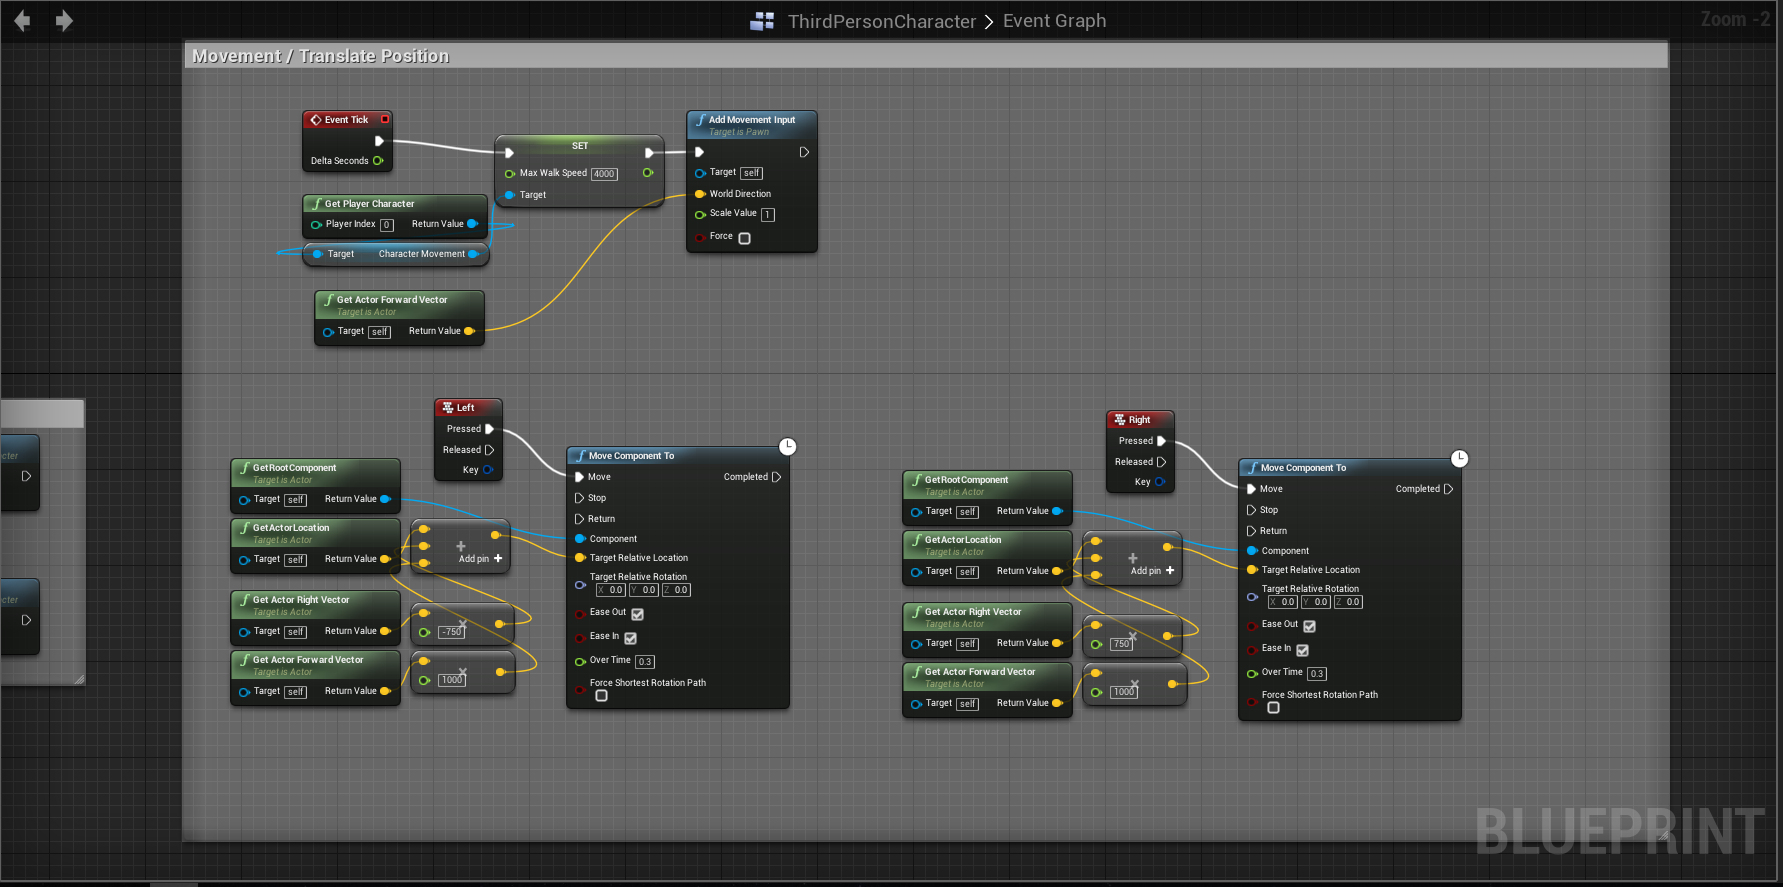 ThirdPersonCharacter > Event Graph
Zoom -2
Movement / Translate Position
Event Tick
Delta Seconds
SET
Max Walk Speed 4000
Target
Add Movement Input
Target is Pawn
Target self
World Direction
Scale Value 1
Force
Get Player Character
Player Index 0 Return Value
Target Character Movement
Get Actor Forward Vector
Target is Actor
Target self Return Value
Left
Pressed
Released
Key
GetRootComponent
Target is Actor
Target self Return Value
GetActorLocation
Target is Actor
Target self Return Value
Add pin +
Get Actor Right Vector
Target is Actor
Target self Return Value
-750
Get Actor Forward Vector
Target is Actor
Target self Return Value
1000
Move Component To
Move Completed
Stop
Return
Component
Target Relative Location
Target Relative Rotation
X 0.0 Y 0.0 Z 0.0
Ease Out
Ease In
Over Time 0.3
Force Shortest Rotation Path
Right
Pressed
Released
Key
GetRootComponent
Target is Actor
Target self Return Value
GetActorLocation
Target is Actor
Target self Return Value
Add pin +
Get Actor Right Vector
Target is Actor
Target self Return Value
750
Get Actor Forward Vector
Target is Actor
Target self Return Value
1000
Move Component To
Move Completed
Stop
Return
Component
Target Relative Location
Target Relative Rotation
X 0.0 Y 0.0 Z 0.0
Ease Out
Ease In
Over Time 0.3
Force Shortest Rotation Path
BLUEPRINT